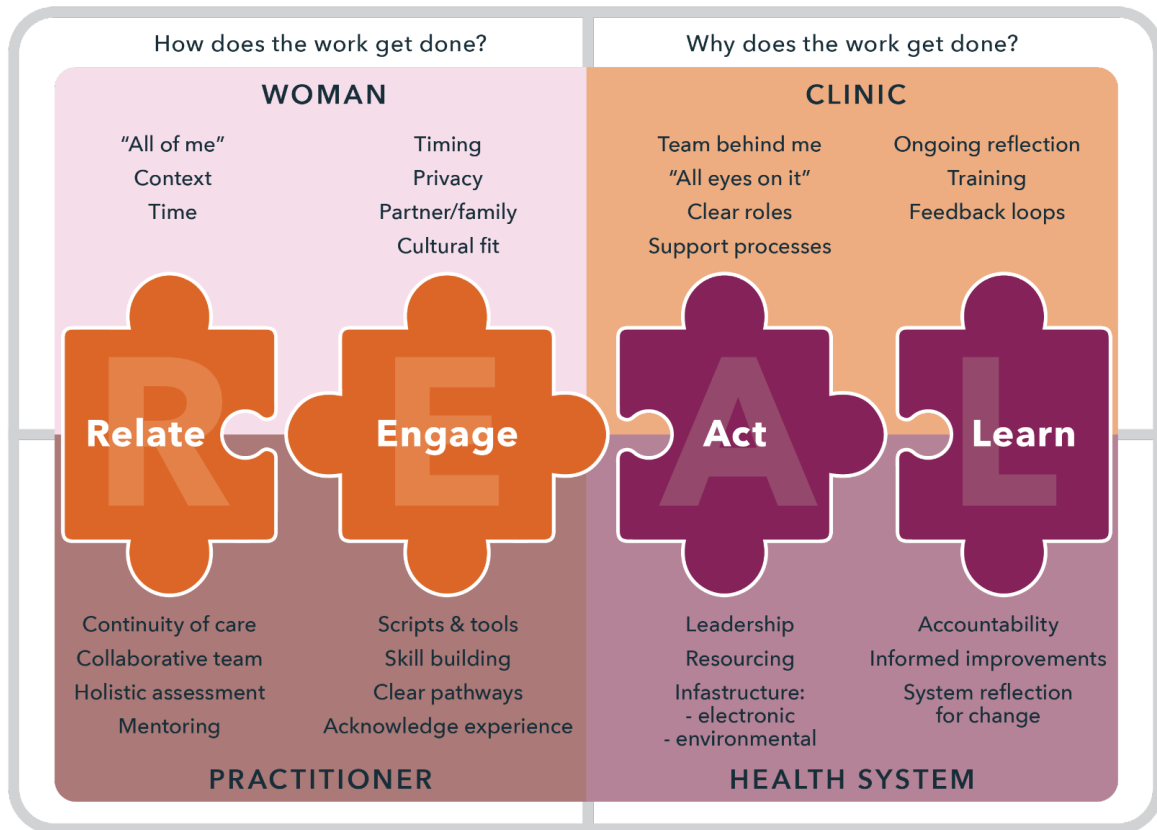 How does the work get done?
Why does the work get done?
WOMAN
CLINIC
“All of me”
Context
Time
Timing
Privacy
Partner/family
Cultural fit
Team behind me
“All eyes on it”
Clear roles
Support processes
Ongoing reflection
Training
Feedback loops
R
Relate
E
Engage
A
Act
L
Learn
Continuity of care
Collaborative team
Holistic assessment
Mentoring
Scripts & tools
Skill building
Clear pathways
Acknowledge experience
Leadership
Resourcing
Infastructure:
- electronic
- environmental
Accountability
Informed improvements
System reflection
for change
PRACTITIONER
HEALTH SYSTEM